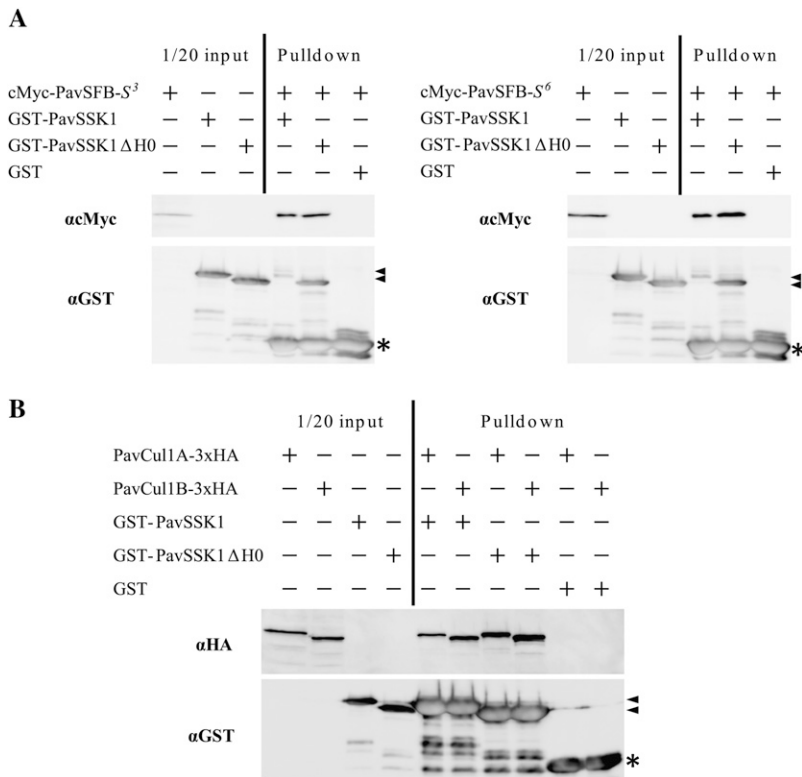 A
1/20 input Pulldown
cMyc-PavSFB-S³ + − − + + +
GST-PavSSK1 − + − + − −
GST-PavSSK1ΔH0 − − + − + −
GST − − − − − +
αcMyc
αGST
*
1/20 input Pulldown
cMyc-PavSFB-S⁶ + − − + + +
GST-PavSSK1 − + − + − −
GST-PavSSK1ΔH0 − − + − + −
GST − − − − − +
αcMyc
αGST
*
B
1/20 input Pulldown
PavCul1A-3xHA + − − − + − + − + −
PavCul1B-3xHA − + − − − + − + − +
GST-PavSSK1 − − + − + + − − − −
GST-PavSSK1ΔH0 − − − + − − + + − −
GST − − − − − − − − + +
αHA
αGST
*